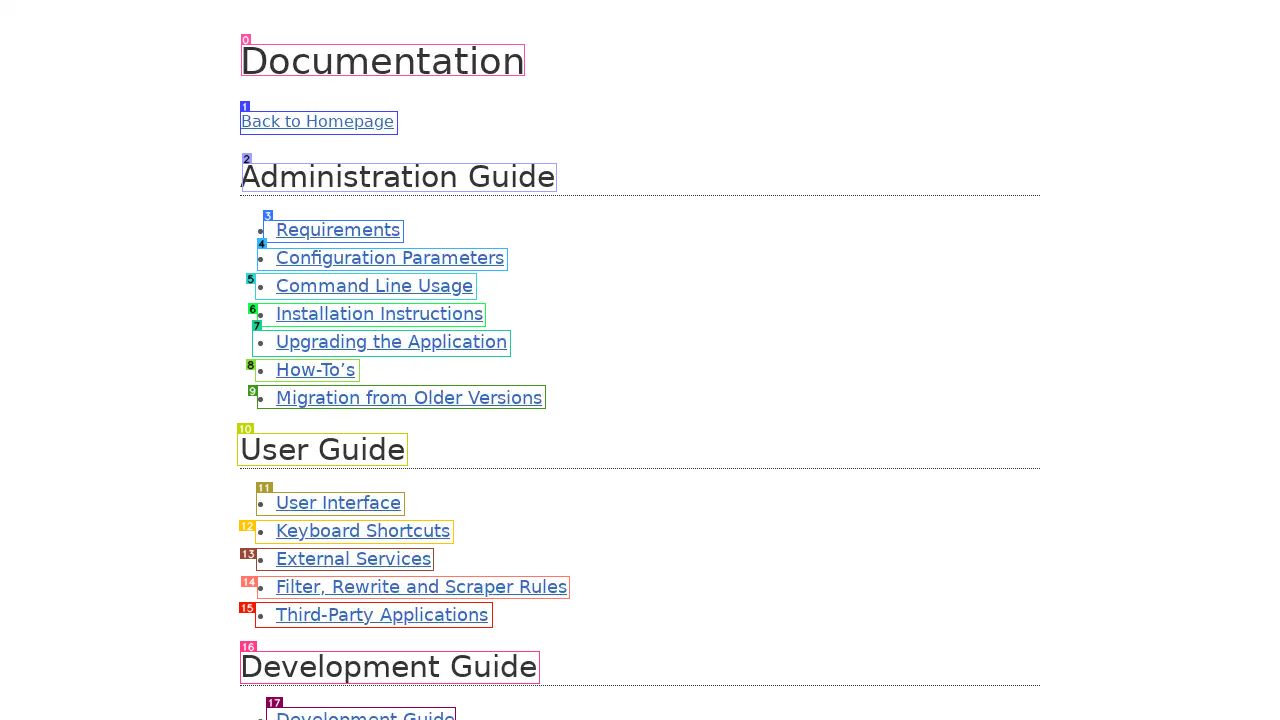 0
Documentation
1
Back to Homepage
2
Administration Guide
3
Requirements
4
Configuration Parameters
5
Command Line Usage
6
Installation Instructions
7
Upgrading the Application
8
How-To’s
9
Migration from Older Versions
10
User Guide
11
User Interface
12
Keyboard Shortcuts
13
External Services
14
Filter, Rewrite and Scraper Rules
15
Third-Party Applications
16
Development Guide
17
Development Guide